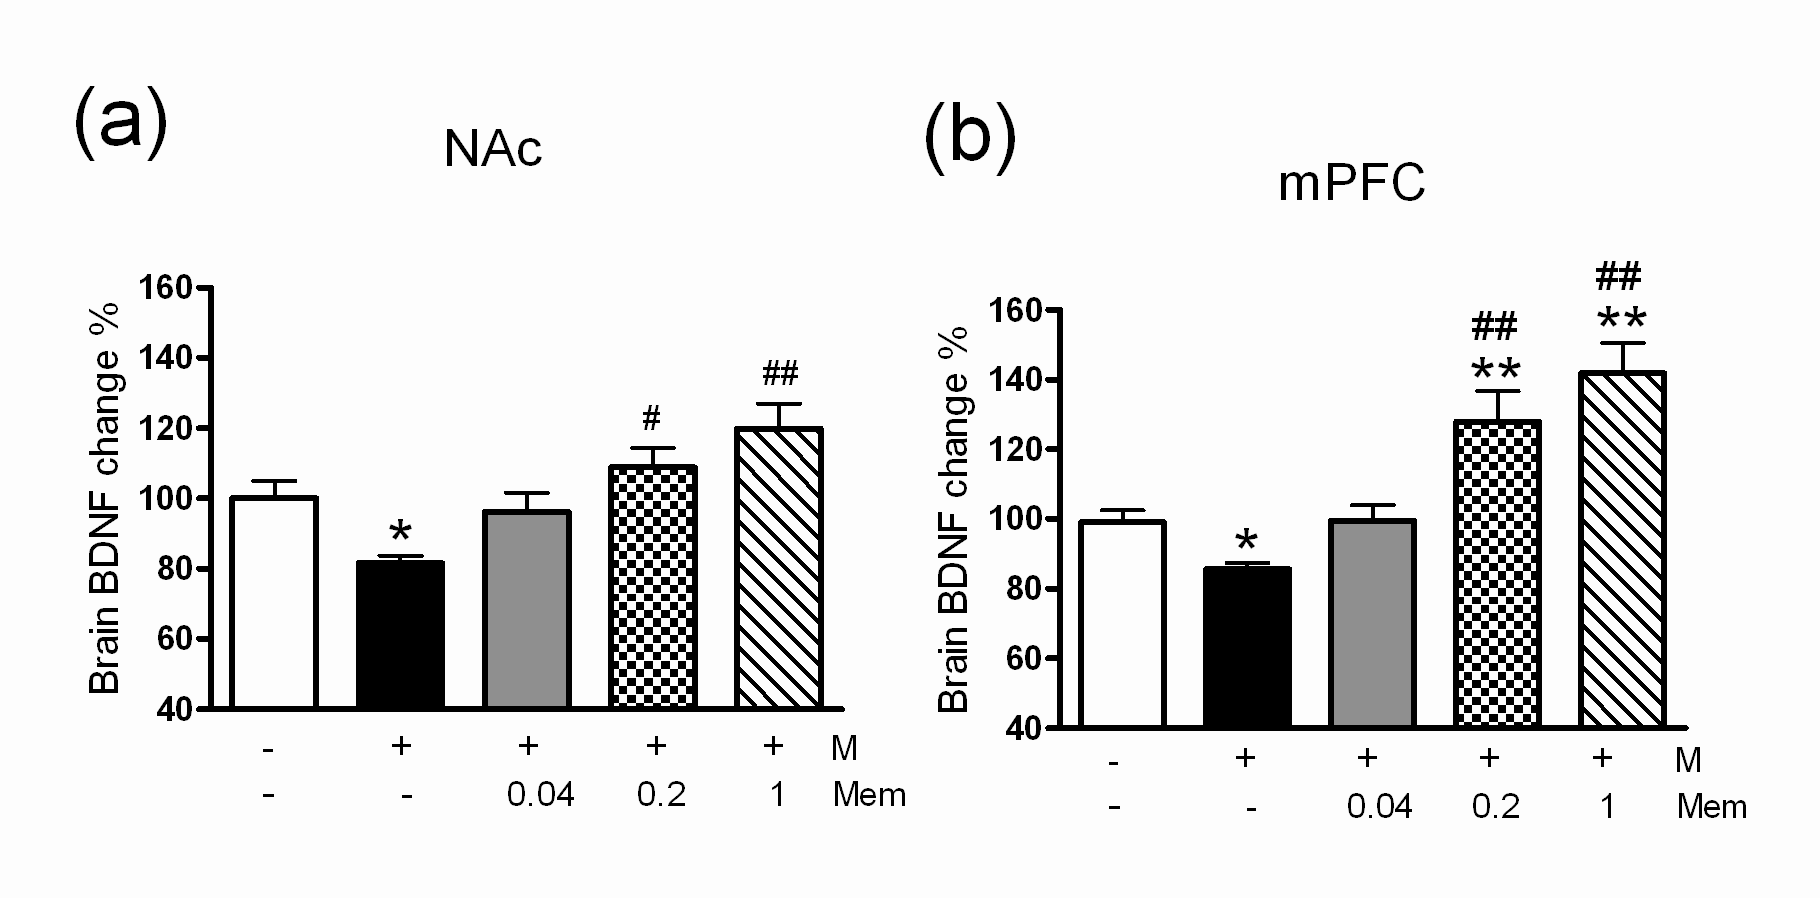 (a)
NAc
Brain BDNF change %
160
140
120
100
80
60
40
*
#
##
- + + + + M
- - 0.04 0.2 1 Mem
(b)
mPFC
Brain BDNF change %
160
140
120
100
80
60
40
*
##
**
##
**
- + + + + M
- - 0.04 0.2 1 Mem